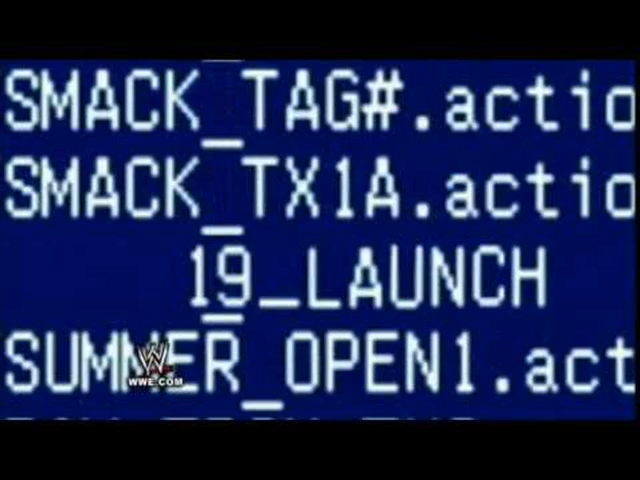 SMACK_TAG#.actio
SMACK_TX1A.actio
19_LAUNCH
SUMMER_OPEN1.act
W
WWE.COM